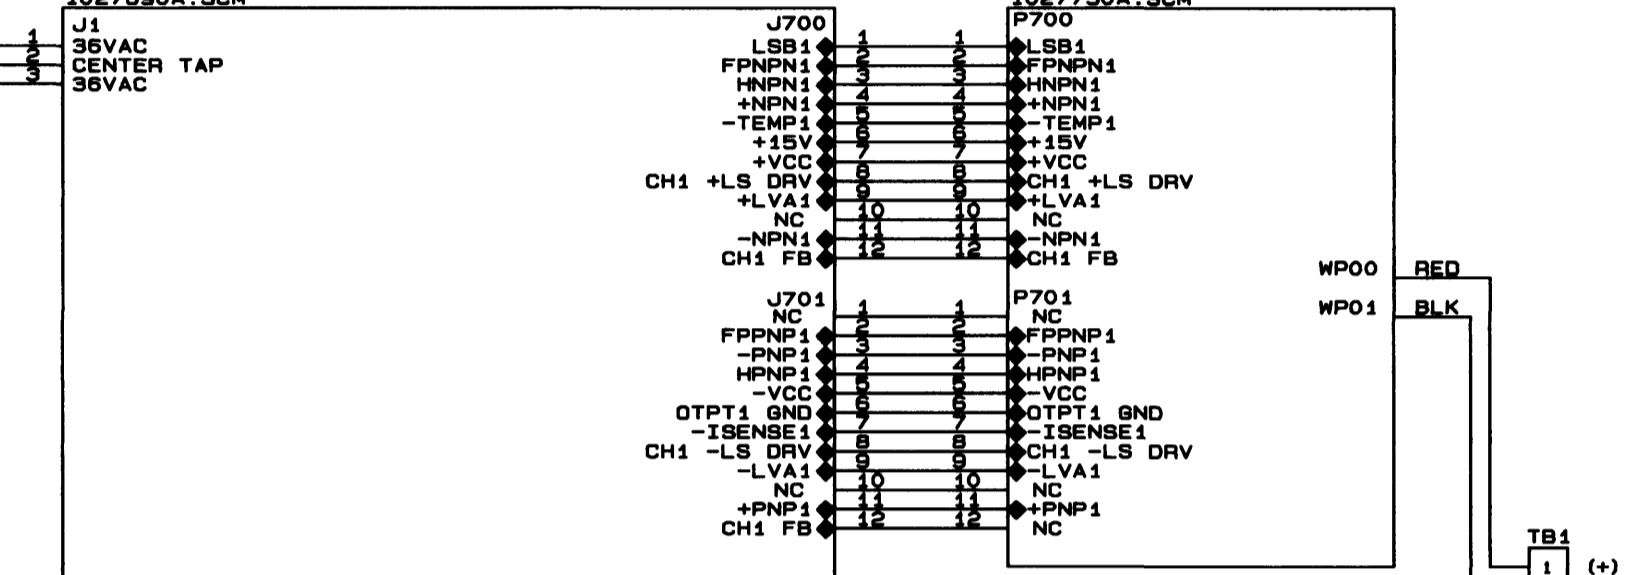 J1
1 36VAC
2 CENTER TAP
3 36VAC
J700 P700
LSB1 1 1 LSB1
FPNPN1 2 2 FPNPN1
HNPN1 3 3 HNPN1
+NPN1 4 4 +NPN1
-TEMP1 5 5 -TEMP1
+15V 6 6 +15V
+VCC 7 7 +VCC
CH1 +LS DRV 8 8 CH1 +LS DRV
+LVA1 9 9 +LVA1
NC 10 10 NC
-NPN1 11 11 -NPN1
CH1 FB 12 12 CH1 FB
WP00 RED
WP01 BLK
J701 P701
NC 1 1 NC
FPPNP1 2 2 FPPNP1
-PNP1 3 3 -PNP1
HPNP1 4 4 HPNP1
-VCC 5 5 -VCC
OTPT1 GND 6 6 OTPT1 GND
-ISENSE1 7 7 -ISENSE1
CH1 -LS DRV 8 8 CH1 -LS DRV
-LVA1 9 9 -LVA1
NC 10 10 NC
+PNP1 11 11 +PNP1
CH1 FB 12 12 NC
TB1
1 (+)